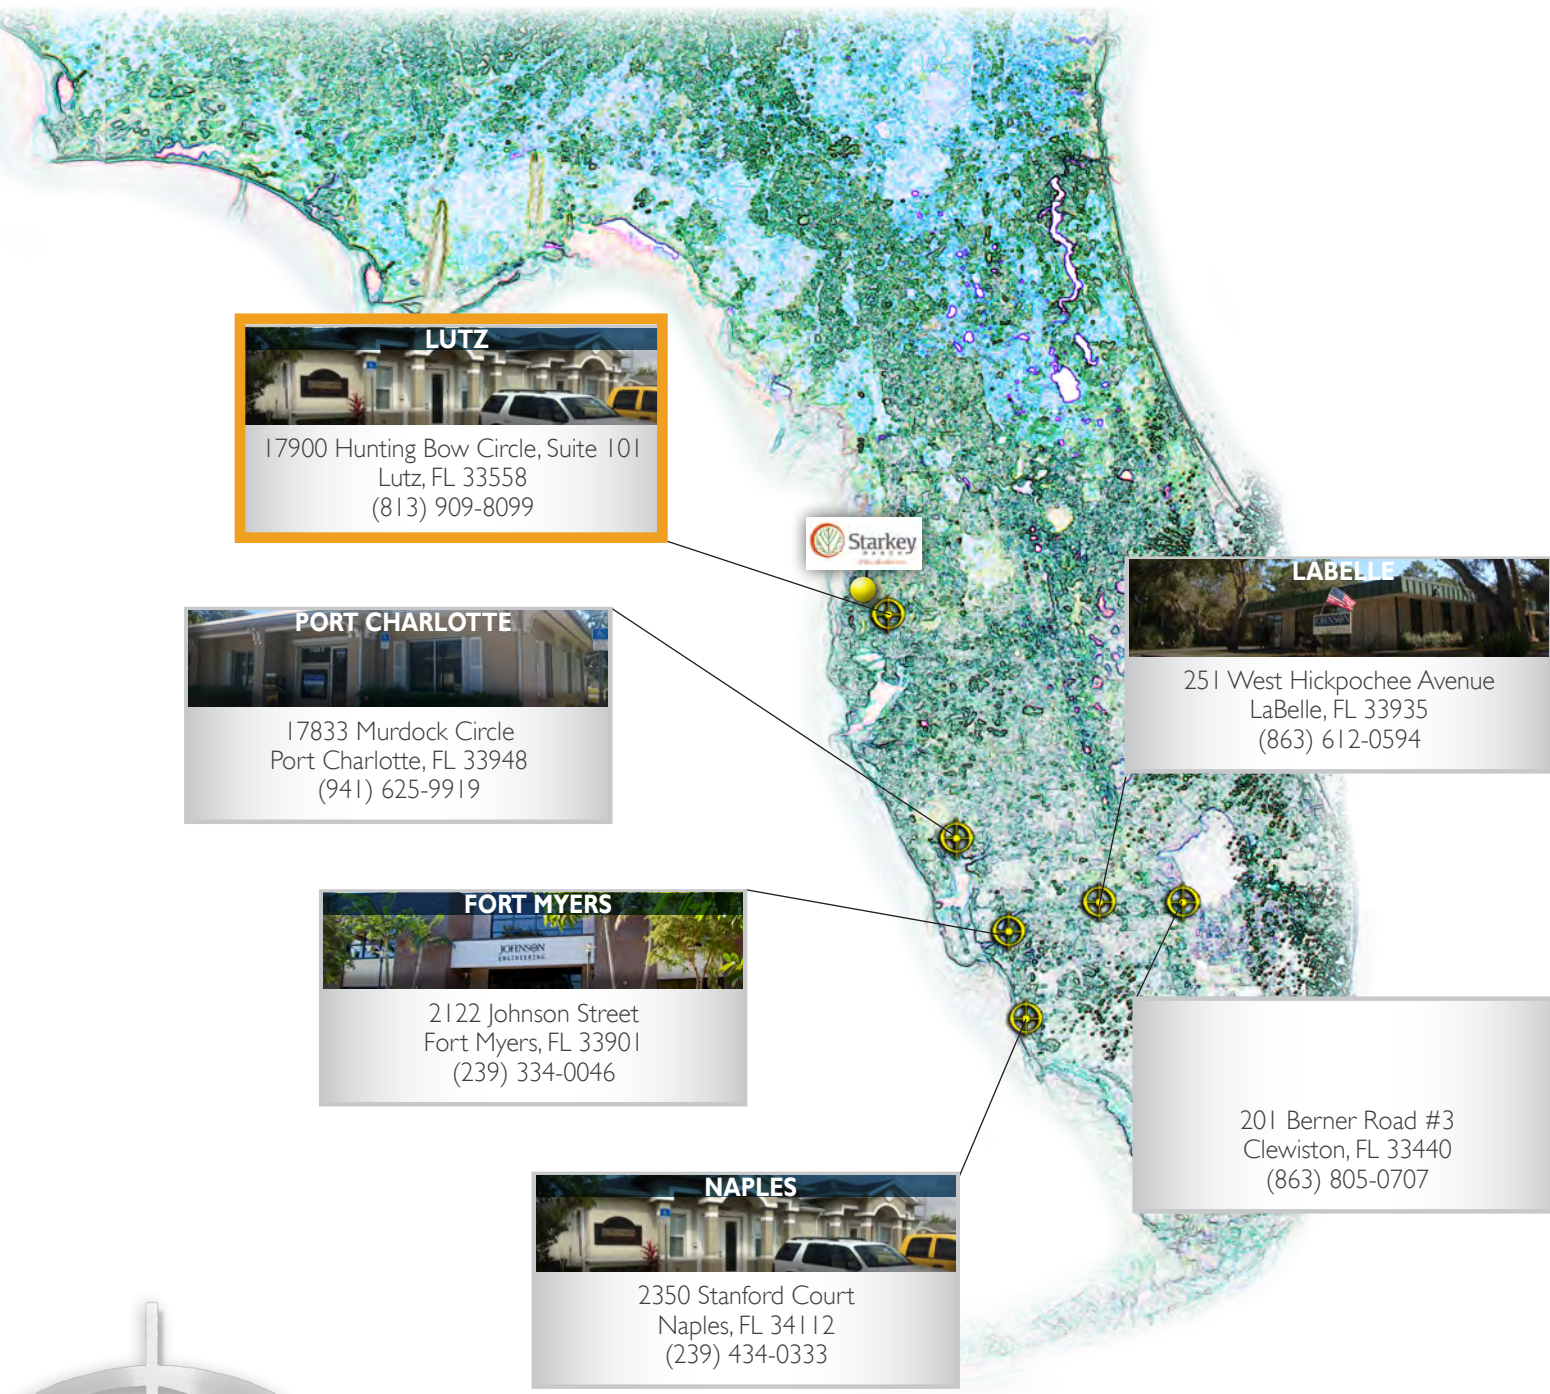 LUTZ
17900 Hunting Bow Circle, Suite 101
Lutz, FL 33558
(813) 909-8099
Starkey
RANCH
PORT CHARLOTTE
17833 Murdock Circle
Port Charlotte, FL 33948
(941) 625-9919
LABELLE
JOHNSON
251 West Hickpochee Avenue
LaBelle, FL 33935
(863) 612-0594
FORT MYERS
JOHNSON
ENGINEERING
2122 Johnson Street
Fort Myers, FL 33901
(239) 334-0046
201 Berner Road #3
Clewiston, FL 33440
(863) 805-0707
NAPLES
2350 Stanford Court
Naples, FL 34112
(239) 434-0333